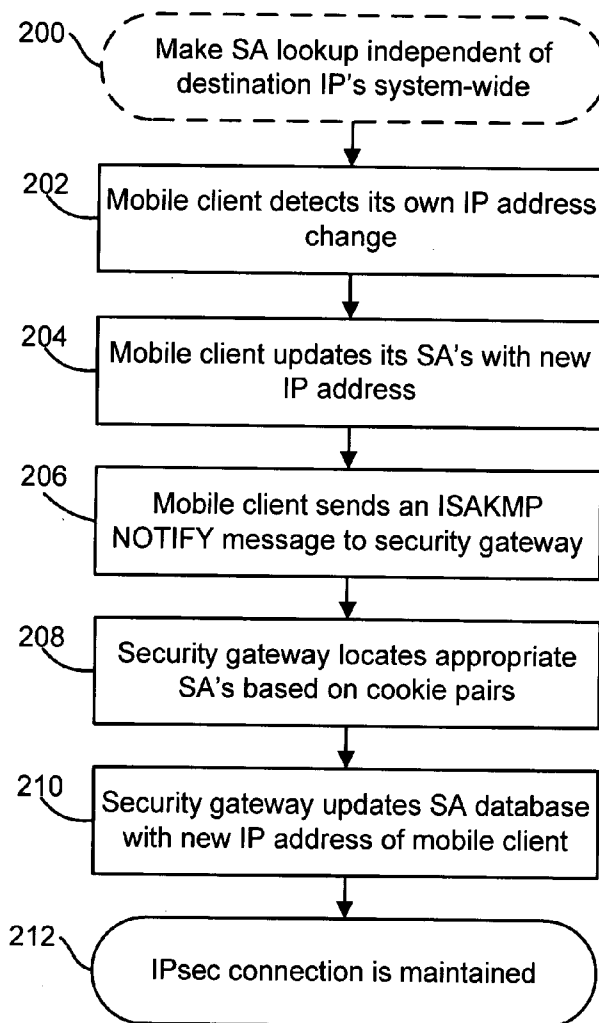 200
Make SA lookup independent of
destination IP's system-wide
202
Mobile client detects its own IP address
change
204
Mobile client updates its SA's with new
IP address
206
Mobile client sends an ISAKMP
NOTIFY message to security gateway
208
Security gateway locates appropriate
SA's based on cookie pairs
210
Security gateway updates SA database
with new IP address of mobile client
212
IPsec connection is maintained